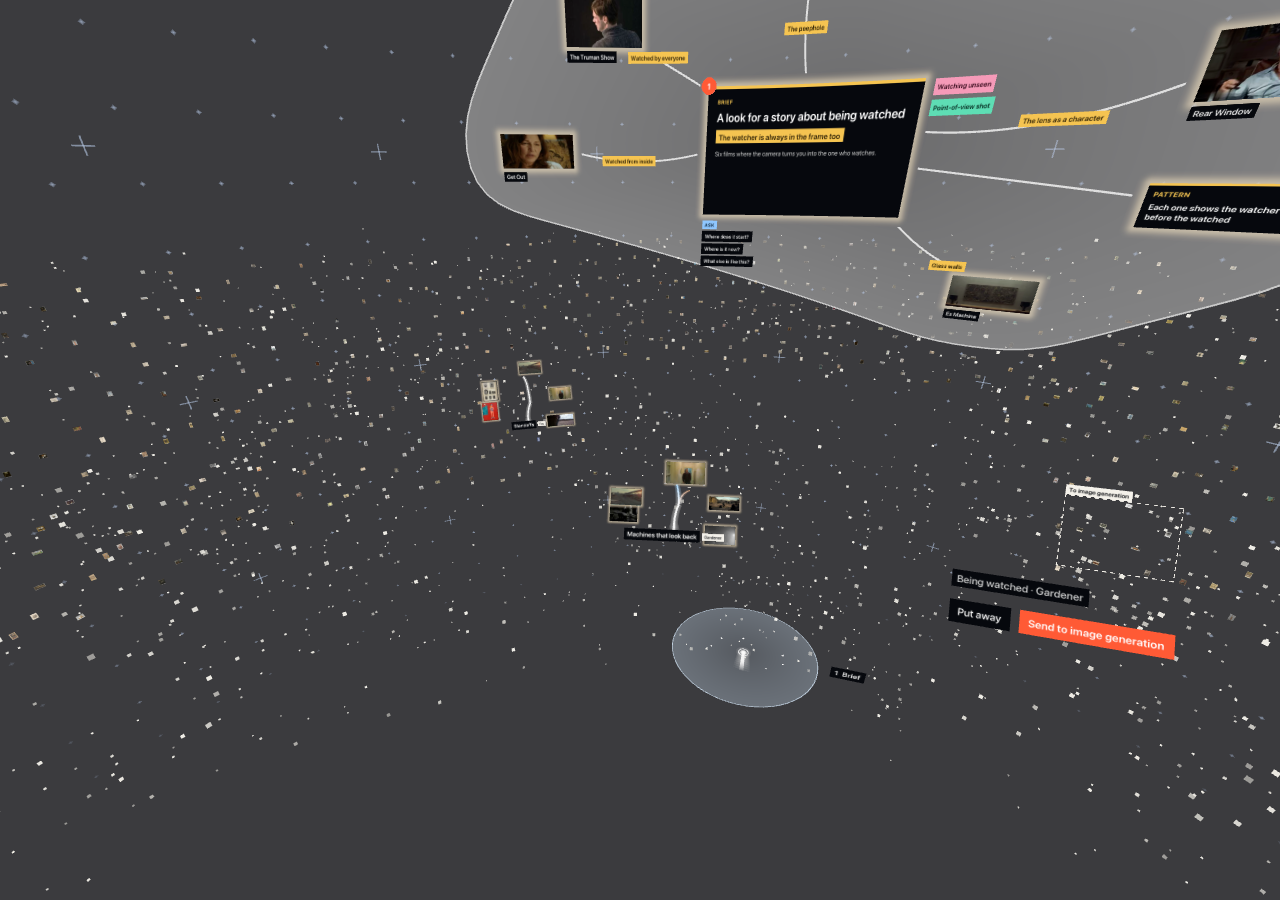 The peephole
The Truman Show
Watched by everyone
BRIEF
A look for a story about being watched
The watcher is always in the frame too
Six films where the camera turns you into the one who watches.
Watching unseen
Point-of-view shot
The lens as a character
Rear Window
Watched from inside
Get Out
PATTERN
Each one shows the watcher
before the watched
ASK
Where does it start?
Where is it now?
What else is like this?
Glass walls
Ex Machina
Machines that look back
Gardener
To image generation
Being watched · Gardener
Put away
Send to image generation
1 Brief